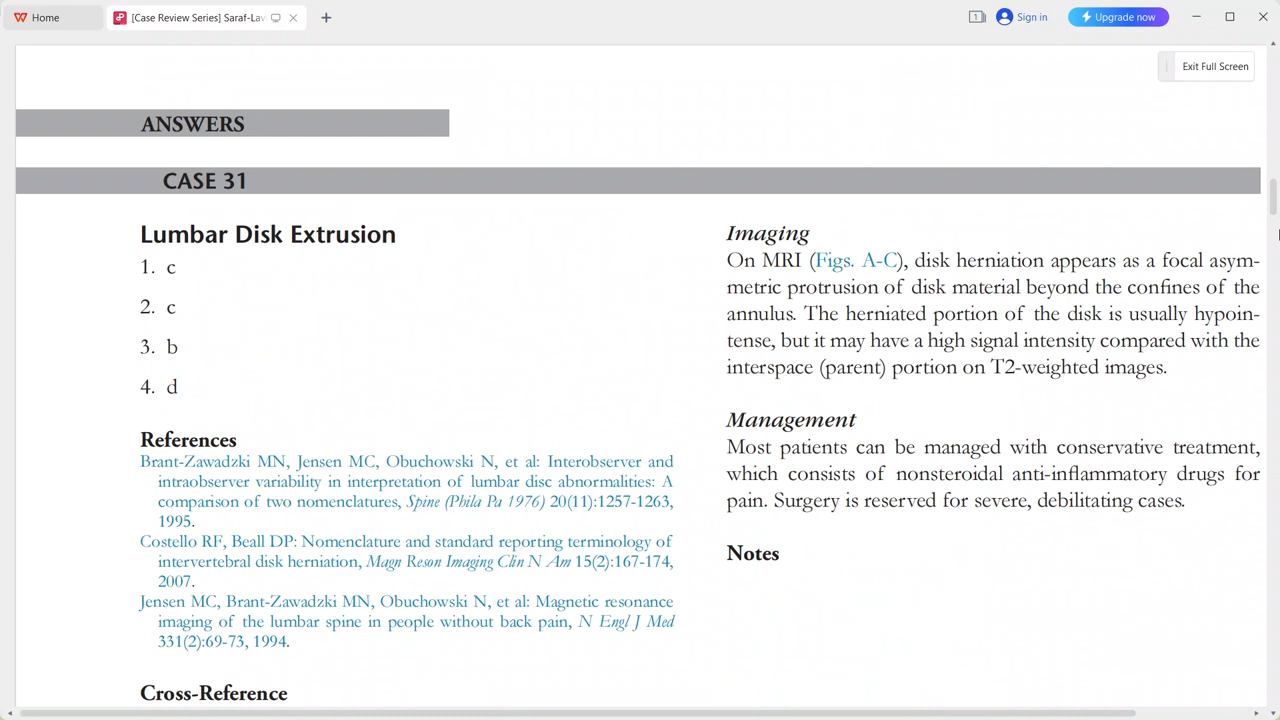 Home
[Case Review Series] Saraf-Lav
1
Sign in
Upgrade now
Exit Full Screen
ANSWERS
CASE 31
Lumbar Disk Extrusion
1. c
2. c
3. b
4. d
References
Brant-Zawadzki MN, Jensen MC, Obuchowski N, et al: Interobserver and
intraobserver variability in interpretation of lumbar disc abnormalities: A
comparison of two nomenclatures, Spine (Phila Pa 1976) 20(11):1257-1263,
1995.
Costello RF, Beall DP: Nomenclature and standard reporting terminology of
intervertebral disk herniation, Magn Reson Imaging Clin N Am 15(2):167-174,
2007.
Jensen MC, Brant-Zawadzki MN, Obuchowski N, et al: Magnetic resonance
imaging of the lumbar spine in people without back pain, N Engl J Med
331(2):69-73, 1994.
Cross-Reference
Imaging
On MRI (Figs. A-C), disk herniation appears as a focal asym-
metric protrusion of disk material beyond the confines of the
annulus. The herniated portion of the disk is usually hypoin-
tense, but it may have a high signal intensity compared with the
interspace (parent) portion on T2-weighted images.
Management
Most patients can be managed with conservative treatment,
which consists of nonsteroidal anti-inflammatory drugs for
pain. Surgery is reserved for severe, debilitating cases.
Notes